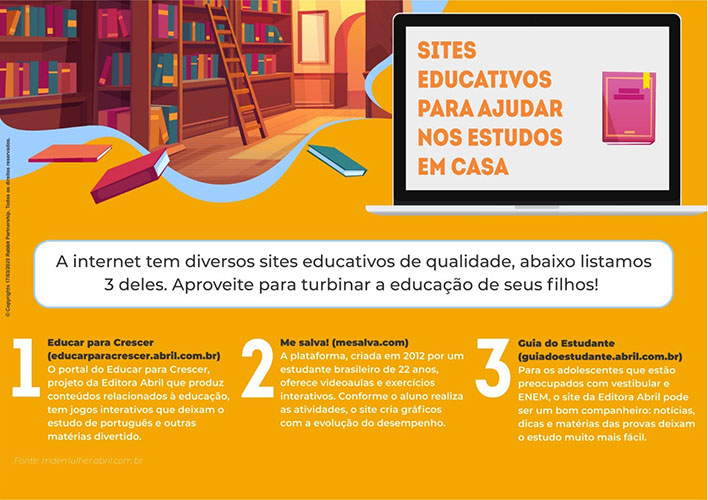 SITES
EDUCATIVOS
PARA AJUDAR
NOS ESTUDOS
EM CASA
© Copyrights 17/03/2020 Rabbit Partnership. Todos os direitos reservados.
A internet tem diversos sites educativos de qualidade, abaixo listamos
3 deles. Aproveite para turbinar a educação de seus filhos!
1
Educar para Crescer
(educarparacrescer.abril.com.br)
O portal do Educar para Crescer,
projeto da Editora Abril que produz
conteúdos relacionados à educação,
tem jogos interativos que deixam o
estudo de português e outras
matérias divertido.
2
Me salva! (mesalva.com)
A plataforma, criada em 2012 por um
estudante brasileiro de 22 anos,
oferece videoaulas e exercícios
interativos. Conforme o aluno realiza
as atividades, o site cria gráficos
com a evolução do desempenho.
3
Guia do Estudante
(guiadoestudante.abril.com.br)
Para os adolescentes que estão
preocupados com vestibular e
ENEM, o site da Editora Abril pode
ser um bom companheiro: notícias,
dicas e matérias das provas deixam
o estudo muito mais fácil.
Fonte: mdemulher.abril.com.br